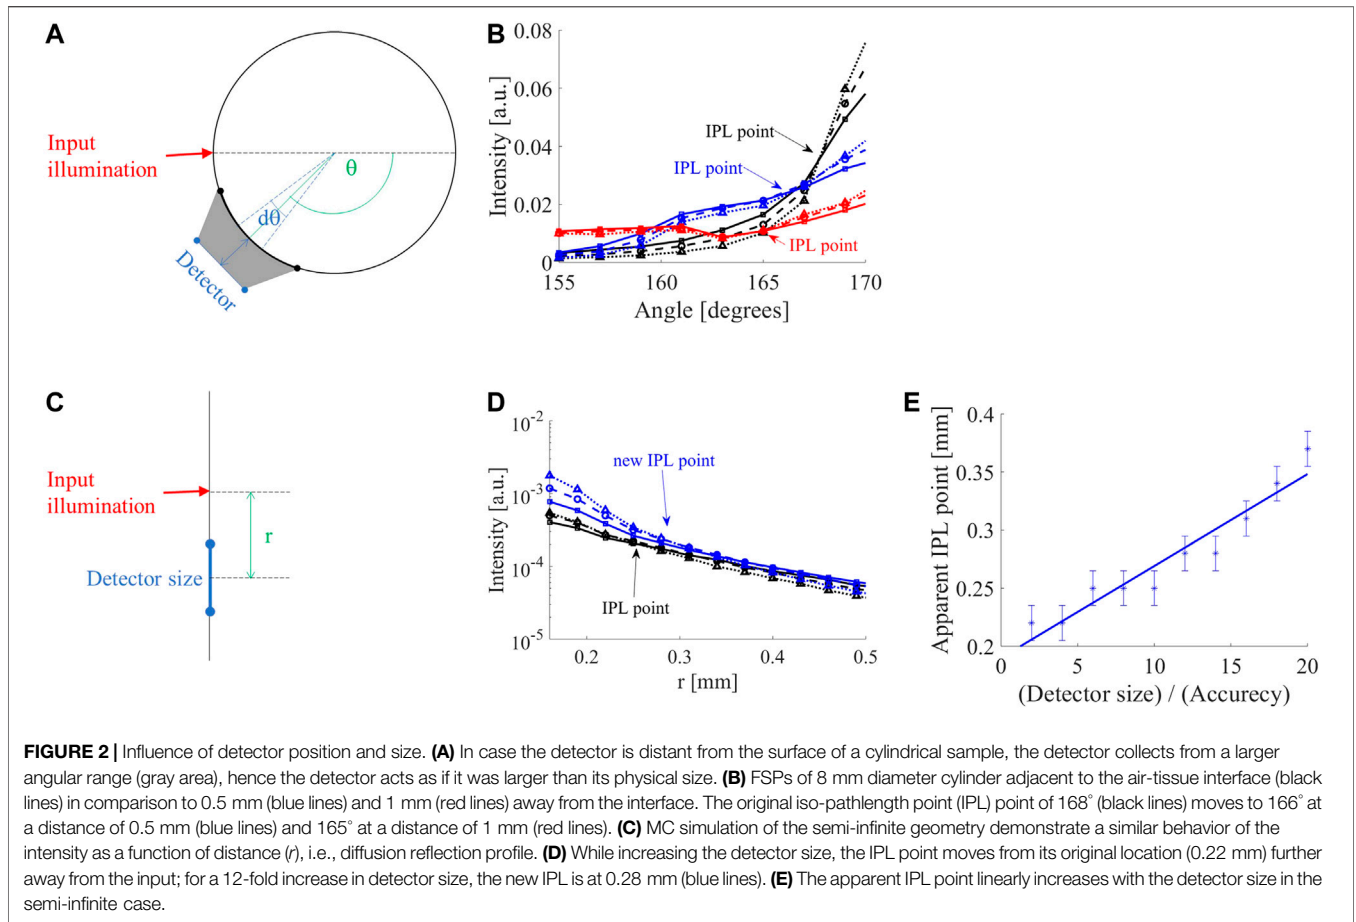 A
Input
illumination
θ
dθ
Detector
B
0.08
0.06
0.04
0.02
0
Intensity [a.u.]
IPL point
IPL point
IPL point
155
160
165
170
Angle [degrees]
C
Input
illumination
r
Detector size
D
10-2
10-3
10-4
10-5
Intensity [a.u.]
new IPL point
IPL point
0.2
0.3
0.4
0.5
r [mm]
E
0.4
0.35
0.3
0.25
0.2
Apparent IPL point [mm]
0
5
10
15
20
(Detector size) / (Accurecy)
FIGURE 2 | Influence of detector position and size. (A) In case the detector is distant from the surface of a cylindrical sample, the detector collects from a larger
angular range (gray area), hence the detector acts as if it was larger than its physical size. (B) FSPs of 8 mm diameter cylinder adjacent to the air-tissue interface (black
lines) in comparison to 0.5 mm (blue lines) and 1 mm (red lines) away from the interface. The original iso-pathlength point (IPL) point of 168° (black lines) moves to 166° at
a distance of 0.5 mm (blue lines) and 165° at a distance of 1 mm (red lines). (C) MC simulation of the semi-infinite geometry demonstrate a similar behavior of the
intensity as a function of distance (r), i.e., diffusion reflection profile. (D) While increasing the detector size, the IPL point moves from its original location (0.22 mm) further
away from the input; for a 12-fold increase in detector size, the new IPL is at 0.28 mm (blue lines). (E) The apparent IPL point linearly increases with the detector size in the
semi-infinite case.